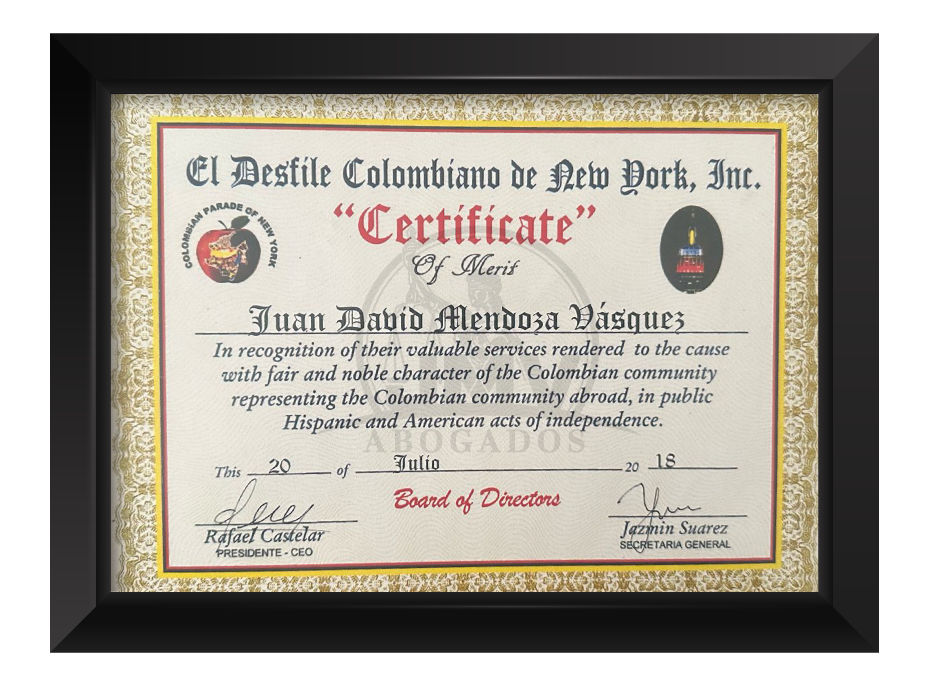 El Desfile Colombiano de New York, Inc.
COLOMBIAN PARADE OF NEW YORK
"Certificate"
Of Merit
Juan David Mendoza Vásquez
In recognition of their valuable services rendered to the cause
with fair and noble character of the Colombian community
representing the Colombian community abroad, in public
Hispanic and American acts of independence.
ABOGADOS
This 20 of Julio 20 18
Board of Directors
Rafael Castelar
PRESIDENTE - CEO
Jazmin Suarez
SECRETARIA GENERAL